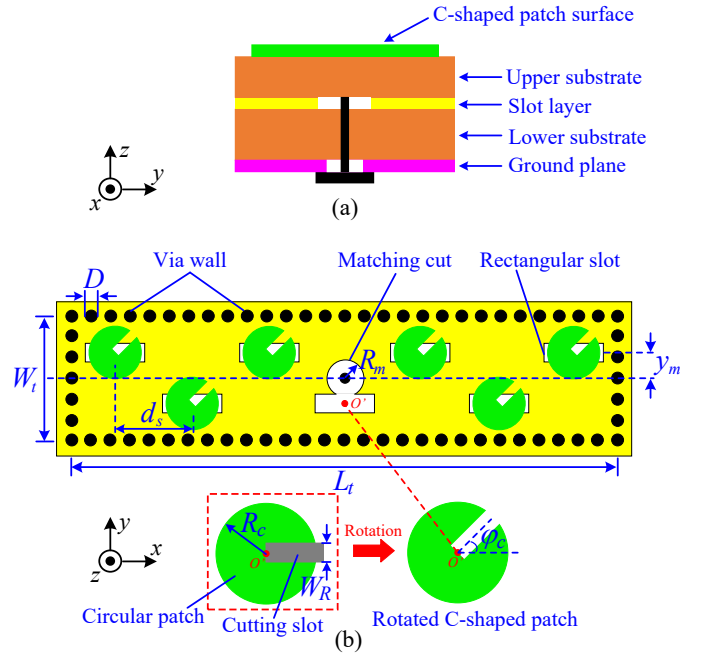 C-shaped patch surface
Upper substrate
Slot layer
Lower substrate
Ground plane
z
y
x
(a)
Via wall
Matching cut
Rectangular slot
D
R_m
y_m
W_t
O'
d_s
L_t
y
x
z
R_c
O'
W_R
Rotation
φ_c
O'
Circular patch
Cutting slot
Rotated C-shaped patch
(b)